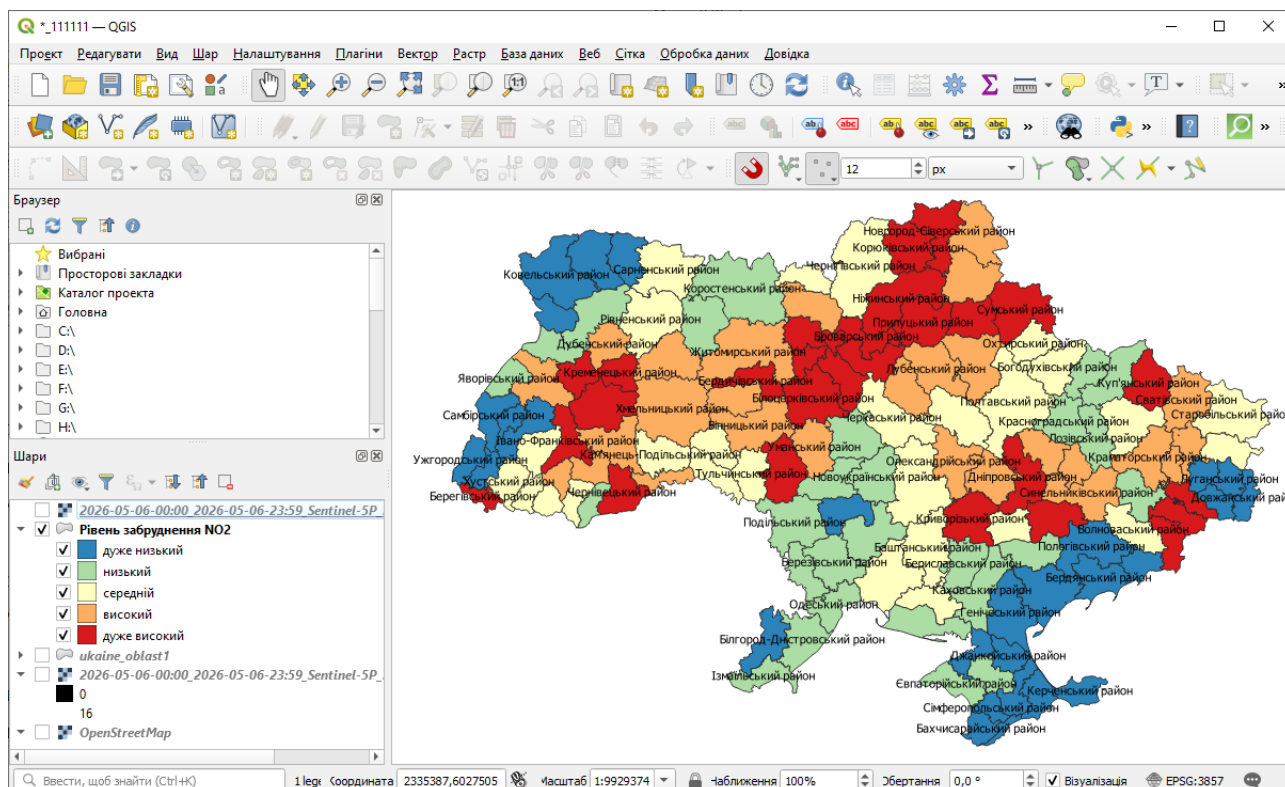 *_111111 — QGIS
Проект Редагувати Вид Шар Налаштування Плагіни Вектор Растр База даних Веб Сітка Обробка даних Довідка
12 px
Браузер
Вибрані
Просторові закладки
Каталог проекта
Головна
C:\
D:\
E:\
F:\
G:\
H:\
Шари
2026-05-06-00:00_2026-05-06-23:59_Sentinel-5P_
Рівень забруднення NO2
дуже низький
низький
середній
високий
дуже високий
ukaine_oblast1
2026-05-06-00:00_2026-05-06-23:59_Sentinel-5P_
0
16
OpenStreetMap
Новгород-Сіверський район
Корюківський район
Чернігівський район
Ковельський район
Сарненський район
Коростенський район
Ніжинський район
Сумський район
Рівненський район
Прилуцький район
Броварський район
Дубенський район
Житомирський район
Охтирський район
Лубенський район
Богодухівський район
Кременецький район
Яворівський район
Бердичівський район
Куп'янський район
Сватівський район
Білоцерківський район
Полтавський район
Хмельницький район
Самбірський район
Старобільський райо
Черкаський район
Красноградський район
Вінницький район
Лозівський район
Івано-Франківський район
Уманський район
Кам'янець-Подільський район
Краматорський район
Ужгородський район
Олександрійський район
Тульчинський район
Новоукраїнський район
Дніпровський район
Луганський район
Хустський район
Синельниківський район
Довжанський райо
Берегівський район
Чернівецький район
Криворізький район
Подільський район
Волноваський район
Баштанський район
Пологівський район
Березівський район
Бериславський район
Бердянський район
Каховський район
Одеський район
Генічеський район
Білгород-Дністровський район
Джанкойський район
Ізмаїльський район
Євпаторійський район
Керченський район
Сімферопольський район
Бахчисарайський район
Ввести, щоб знайти (Ctrl+K) 1 leg Координата 2335387,6027505 Масштаб 1:9929374 Наближення 100% Обертання 0,0 ° Візуалізація EPSG:3857